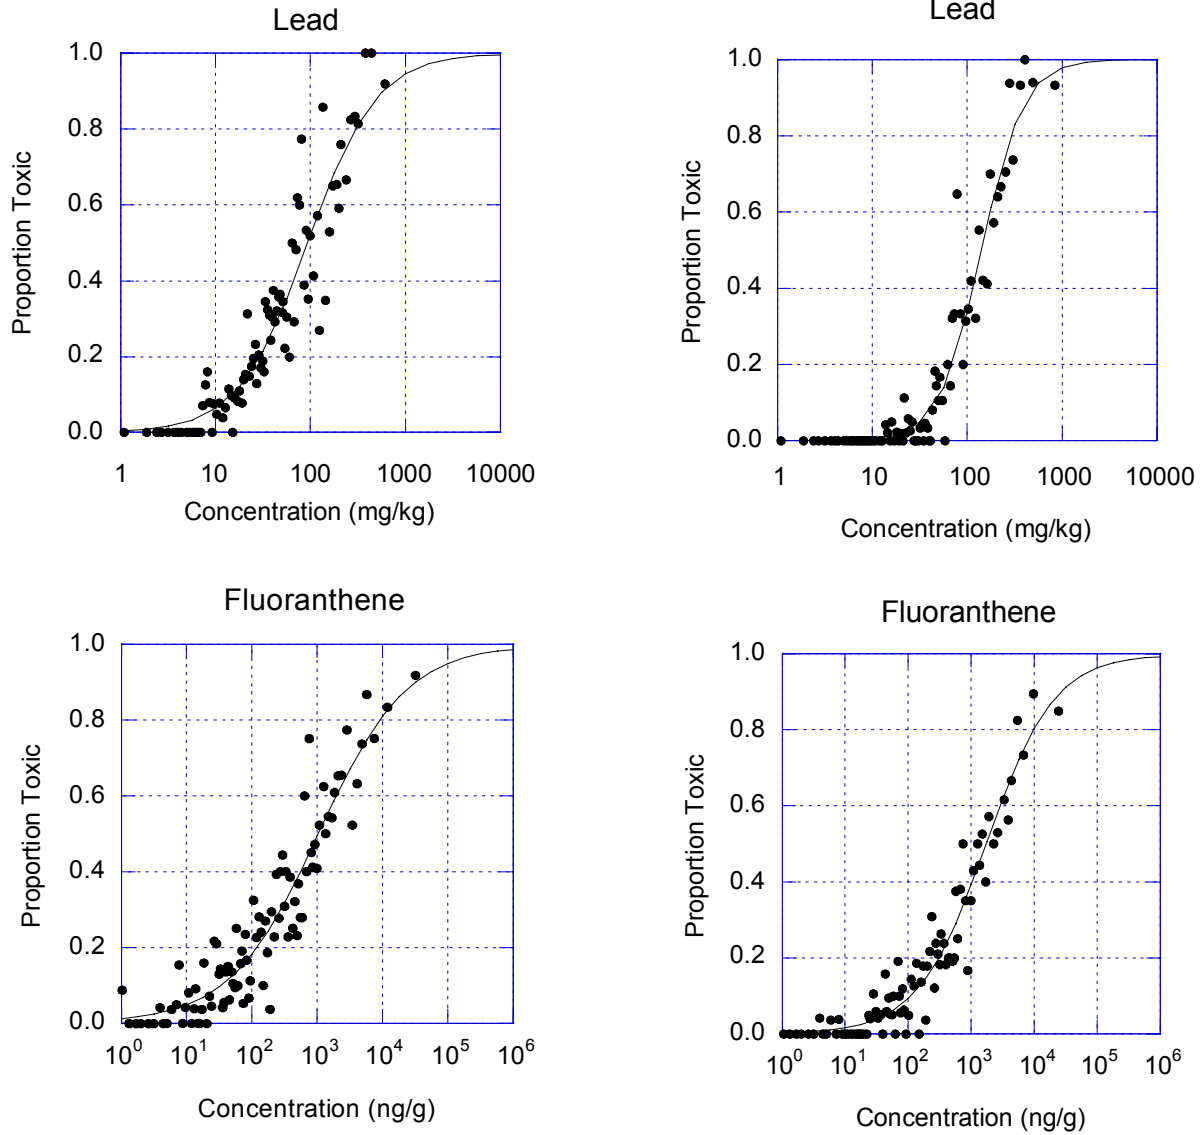 Lead
1.0
0.8
0.6
0.4
0.2
0.0
Proportion Toxic
1 10 100 1000 10000
Concentration (mg/kg)
Lead
1.0
0.8
0.6
0.4
0.2
0.0
Proportion Toxic
1 10 100 1000 10000
Concentration (mg/kg)
Fluoranthene
1.0
0.8
0.6
0.4
0.2
0.0
Proportion Toxic
10⁰ 10¹ 10² 10³ 10⁴ 10⁵ 10⁶
Concentration (ng/g)
Fluoranthene
1.0
0.8
0.6
0.4
0.2
0.0
Proportion Toxic
10⁰ 10¹ 10² 10³ 10⁴ 10⁵ 10⁶
Concentration (ng/g)